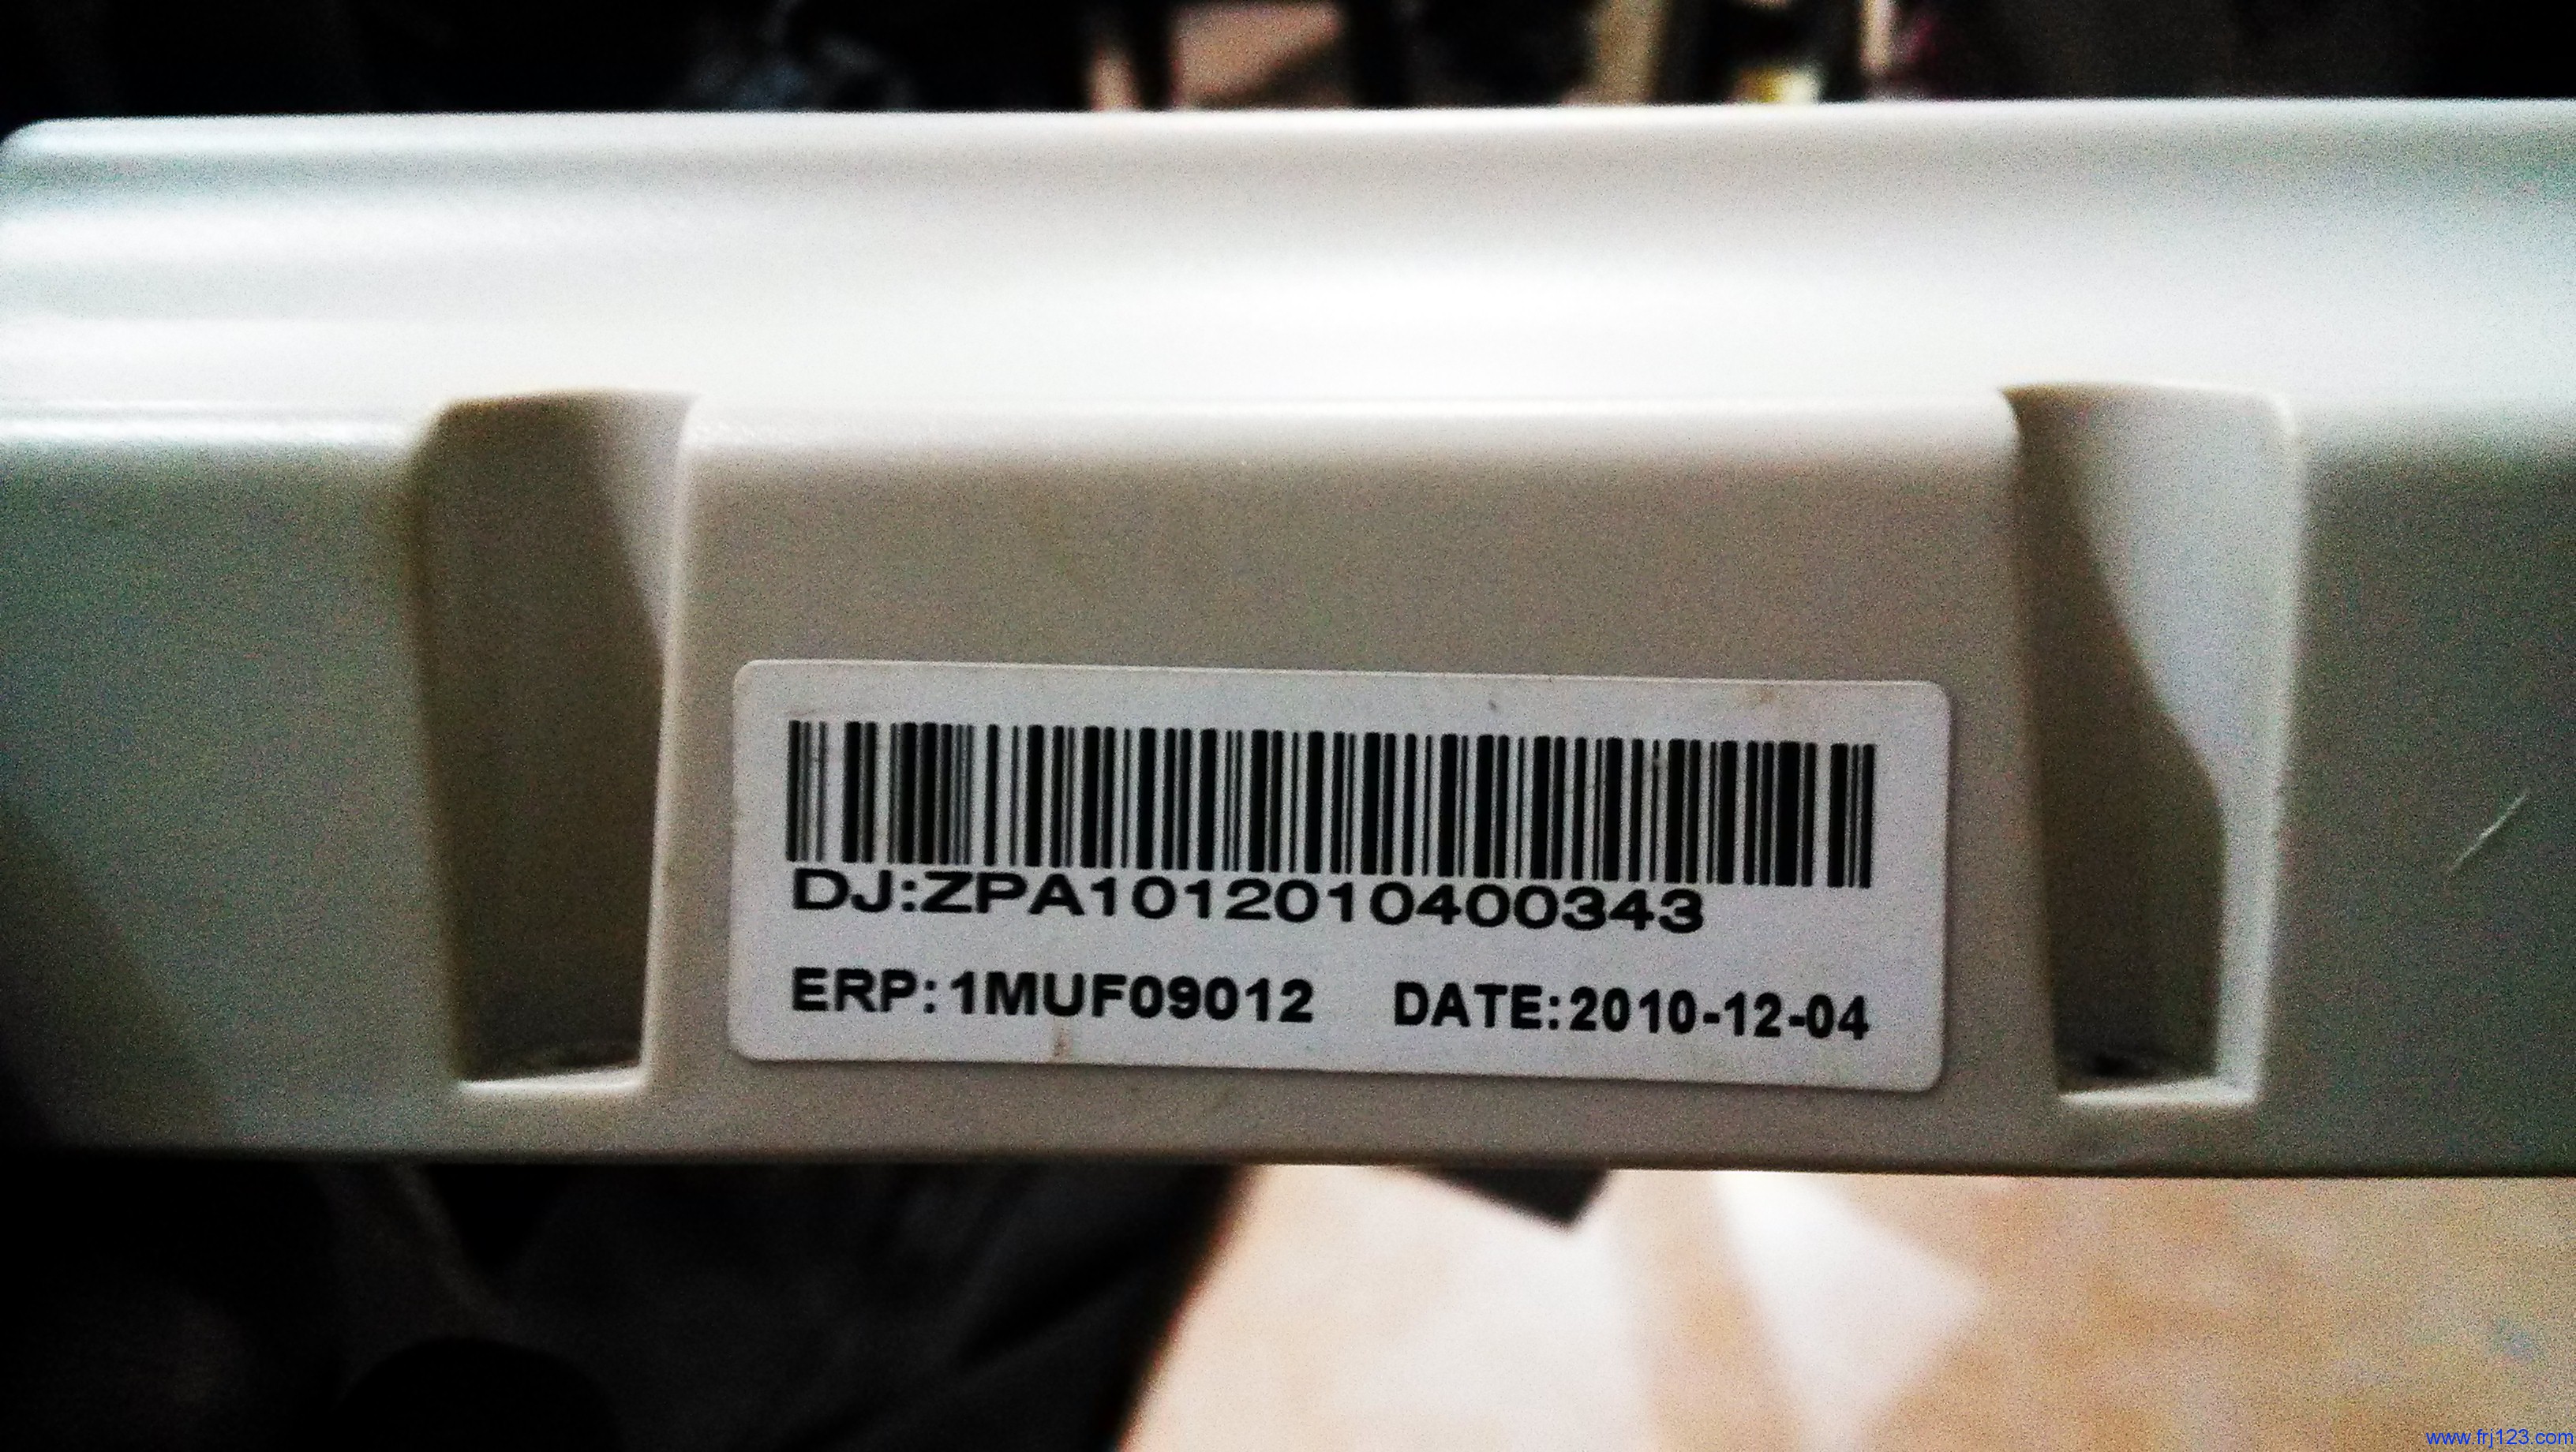 DJ:ZPA1012010400343
ERP:1MUF09012 DATE:2010-12-04
www.frj123.com